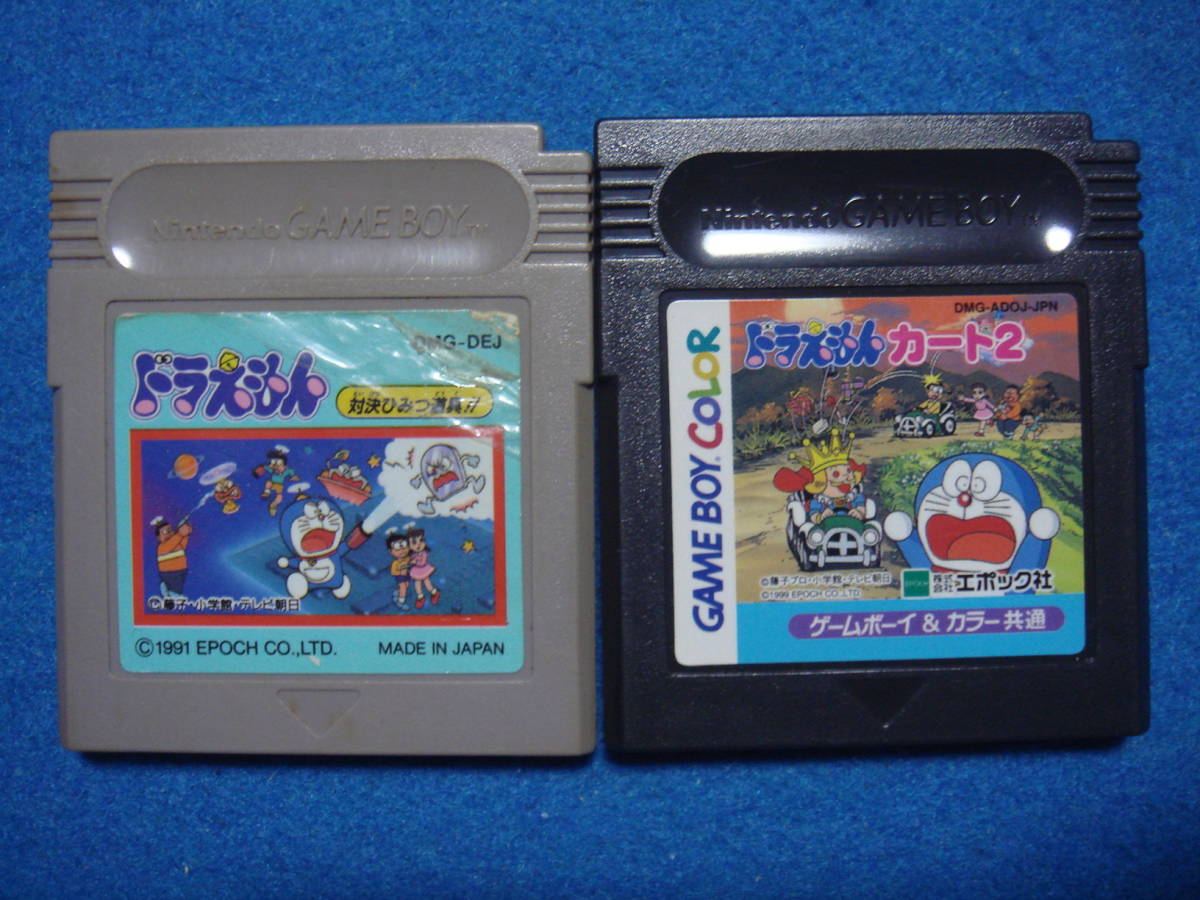 Nintendo GAME BOY TM
DMG-DEJ
ドラえもん
対決ひみつ道具!!
©藤子・小学館・テレビ朝日
©1991 EPOCH CO.,LTD. MADE IN JAPAN
Nintendo GAME BOY TM
DMG-ADOJ-JPN
GAME BOY COLOR
ドラえもん カート2
©藤子プロ・小学館・テレビ朝日
©1999 EPOCH CO.,LTD.
EPOCH 株式会社 エポック社
ゲームボーイ & カラー共通